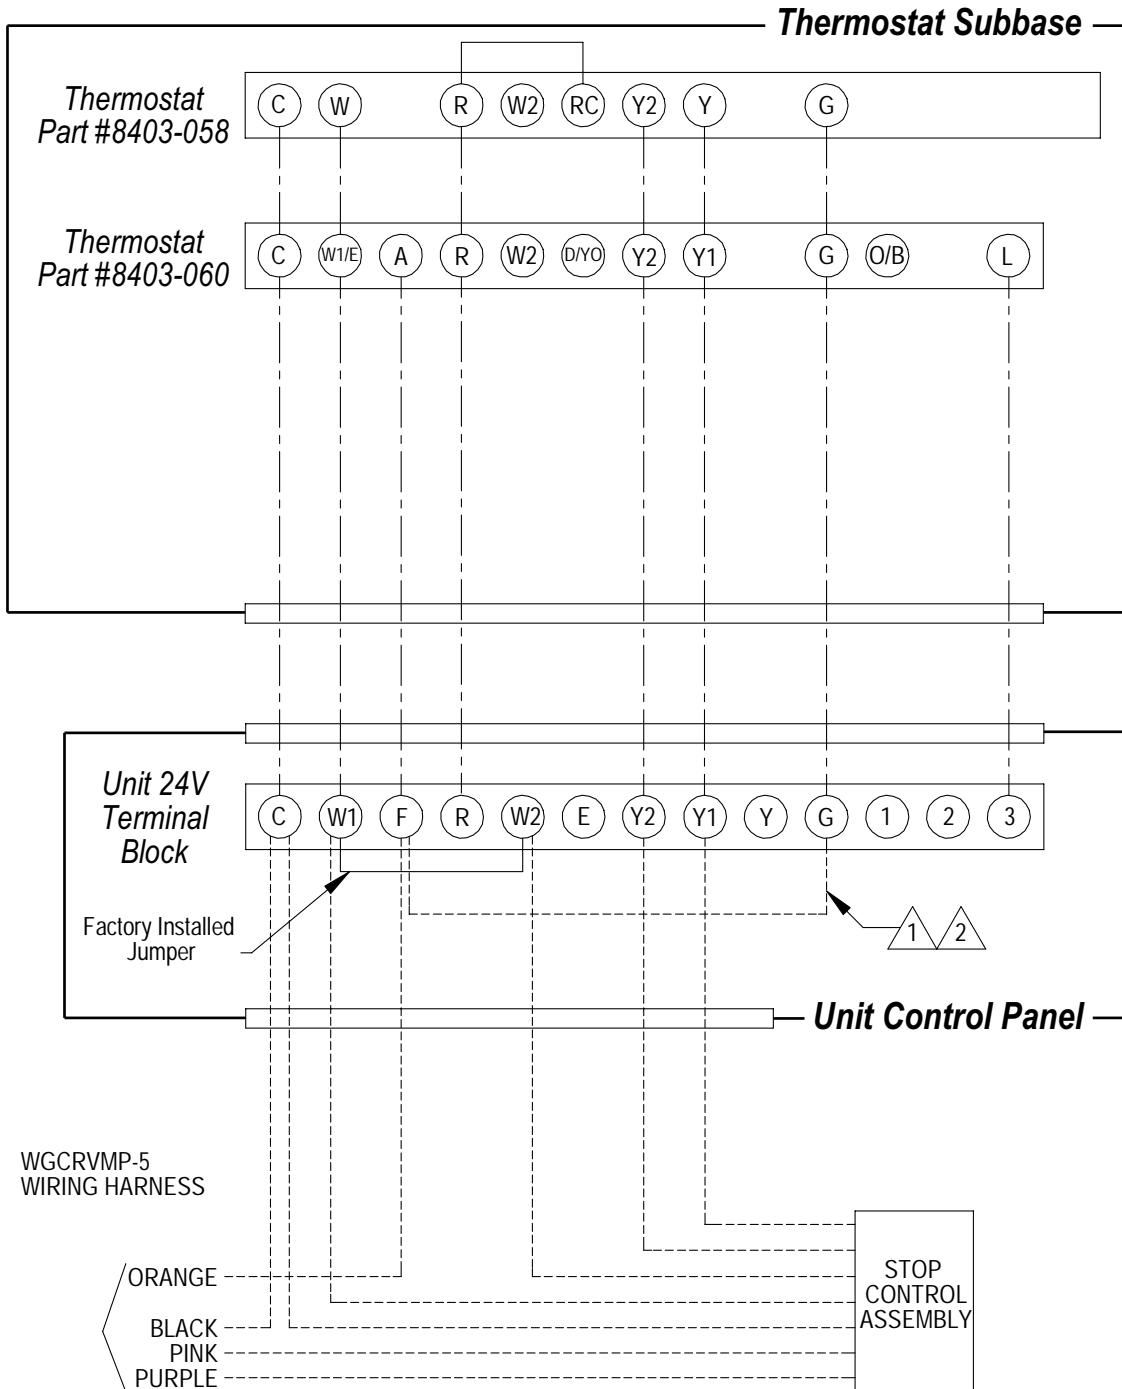 Thermostat Subbase
Thermostat
Part #8403-058
C W R W2 RC Y2 Y G
Thermostat
Part #8403-060
C W1/E A R W2 D/YO Y2 Y1 G O/B L
Unit 24V
Terminal
Block
C W1 F R W2 E Y2 Y1 Y G 1 2 3
Factory Installed
Jumper
1 2
Unit Control Panel
WGCRVMP-5
WIRING HARNESS
ORANGE
BLACK
PINK
PURPLE
STOP
CONTROL
ASSEMBLY